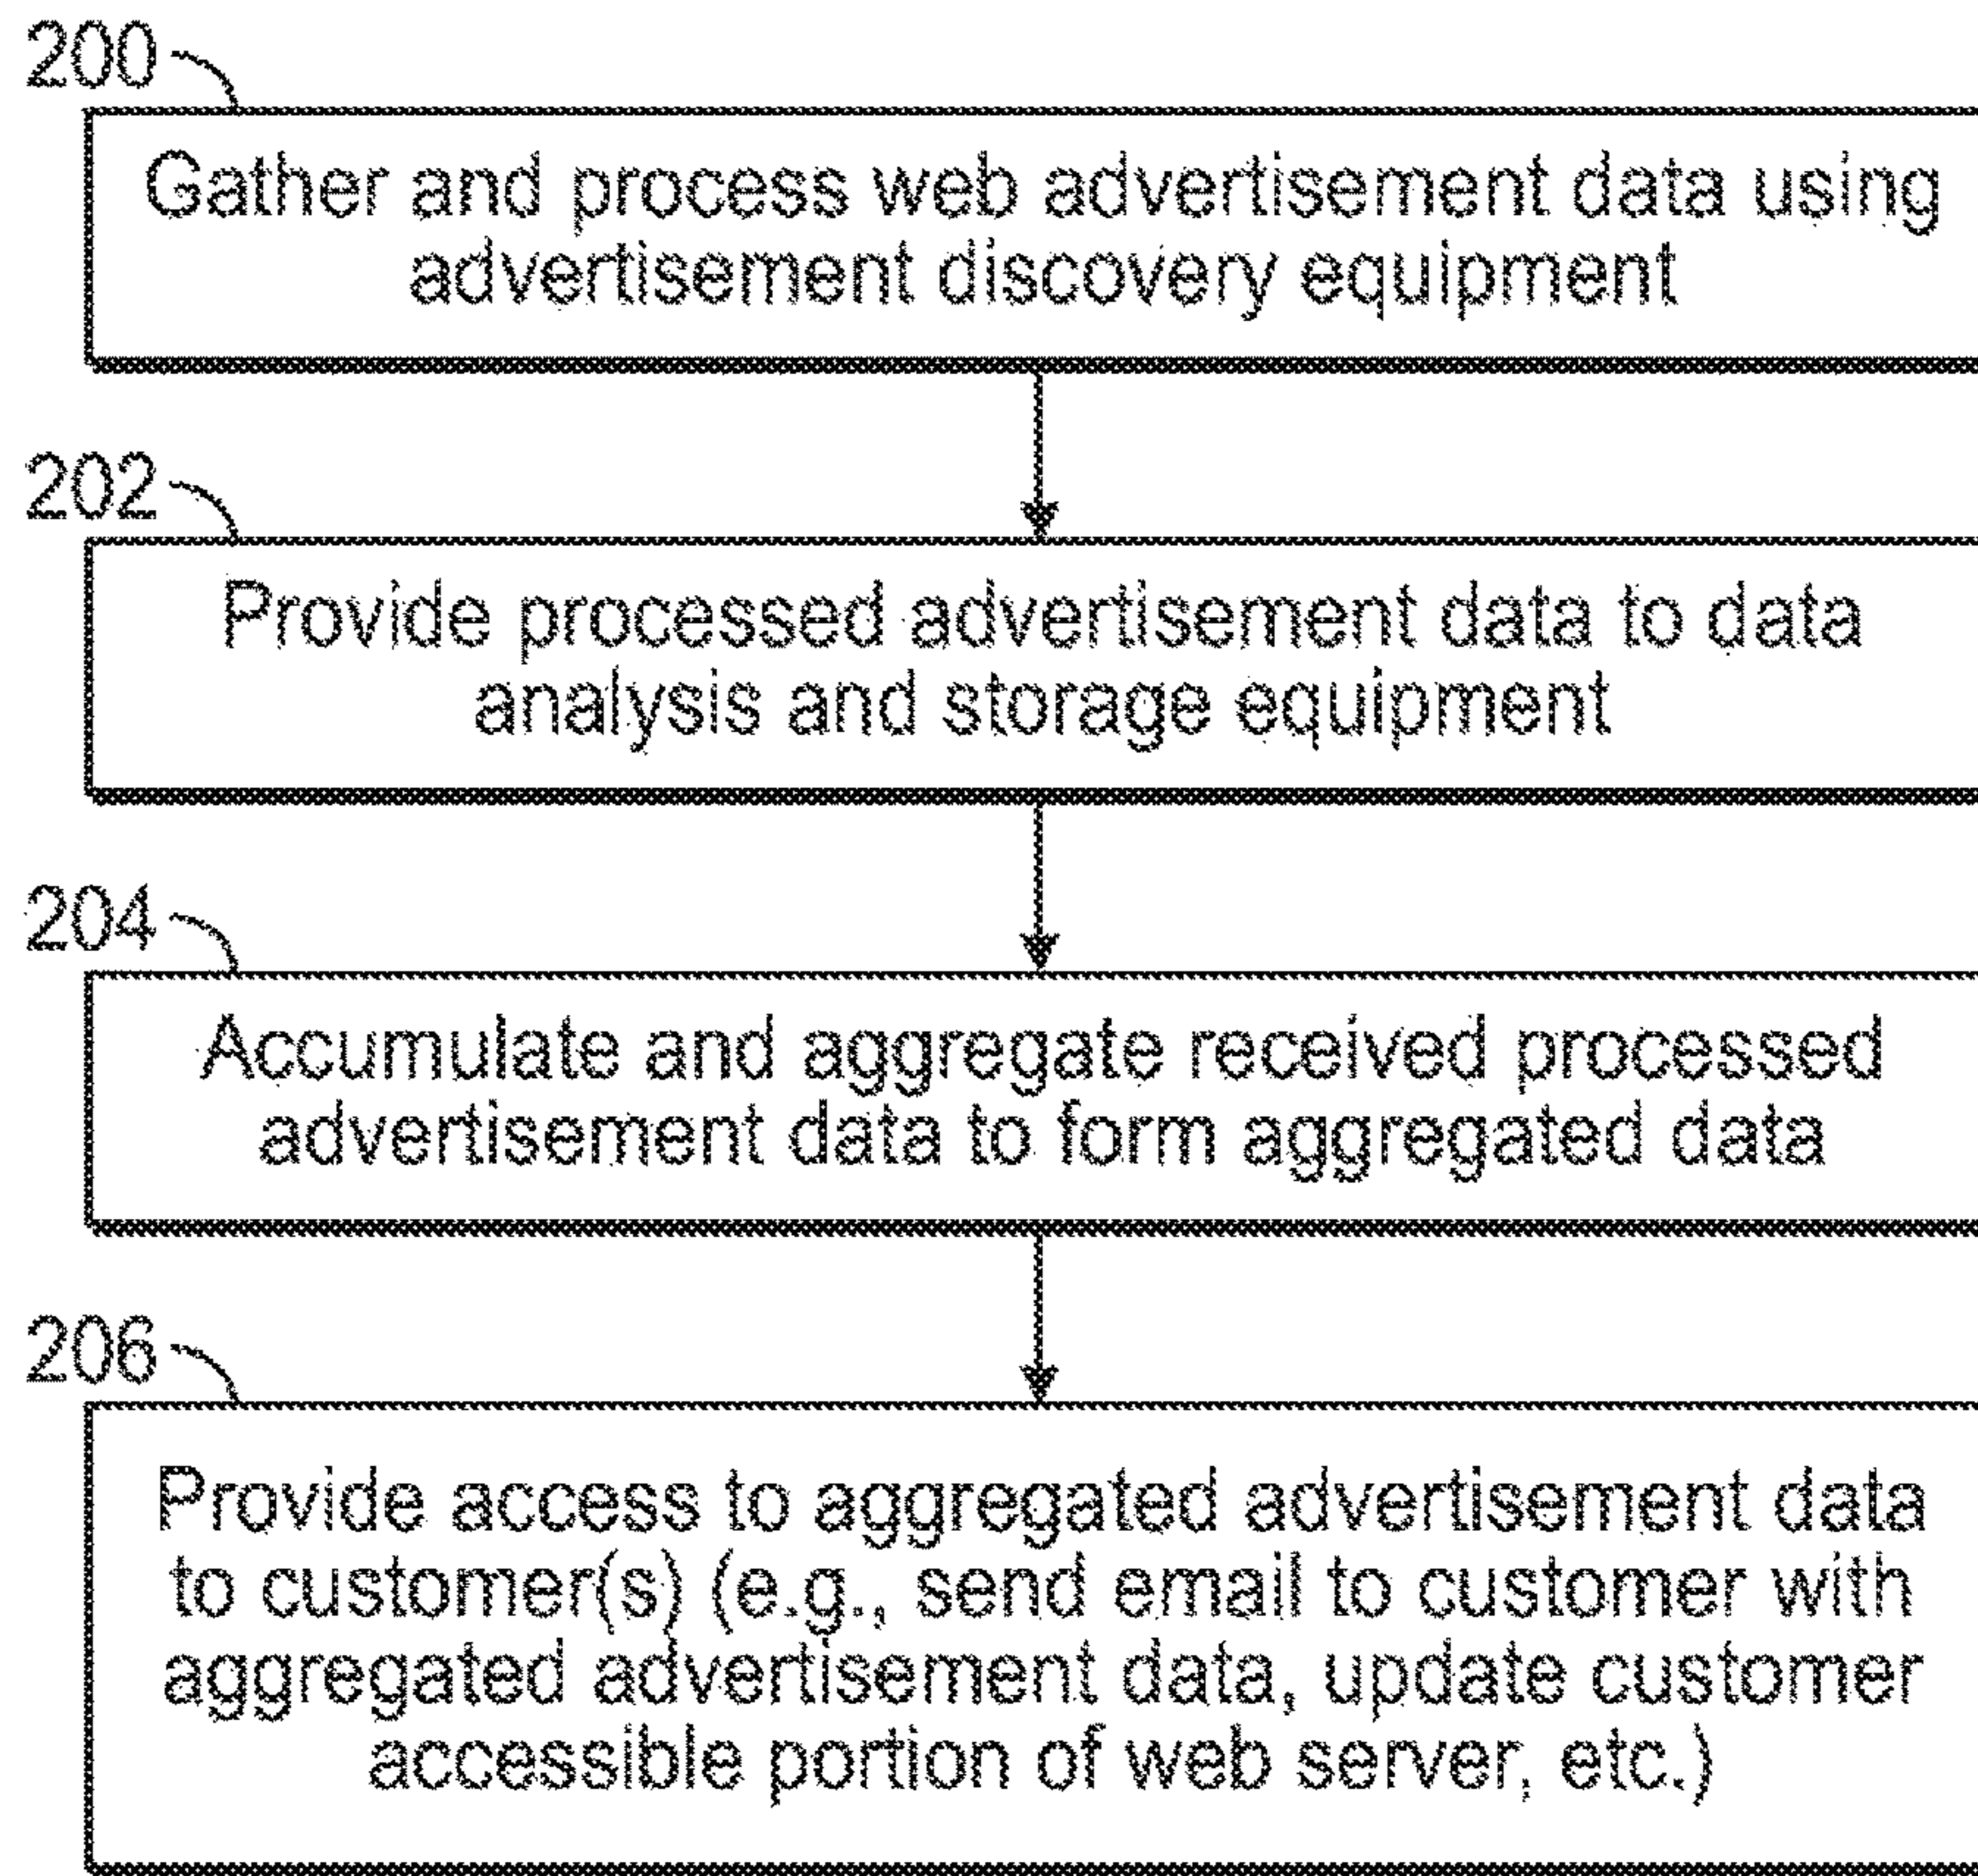 200
Gather and process web advertisement data using
advertisement discovery equipment
202
Provide processed advertisement data to data
analysis and storage equipment
204
Accumulate and aggregate received processed
advertisement data to form aggregated data
206
Provide access to aggregated advertisement data
to customer(s) (e.g., send email to customer with
aggregated advertisement data, update customer
accessible portion of web server, etc.)